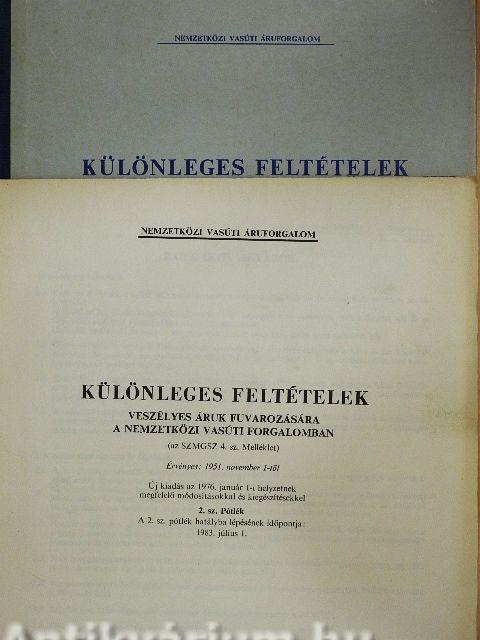 NEMZETKÖZI VASÚTI ÁRUFORGALOM
KÜLÖNLEGES FELTÉTELEK
NEMZETKÖZI VASÚTI ÁRUFORGALOM
KÜLÖNLEGES FELTÉTELEK
VESZÉLYES ÁRUK FUVAROZÁSÁRA
A NEMZETKÖZI VASÚTI FORGALOMBAN
(az SZMGSZ 4. sz. Melléklet)
Érvényes: 1951. november 1-től
Új kiadás az 1976. január 1-i helyzetnek
megfelelő módosításokkal és kiegészítésekkel
2. sz. Pótlék
A 2. sz. pótlék hatályba lépésének időpontja:
1983. július 1.
Antikvárium.hu